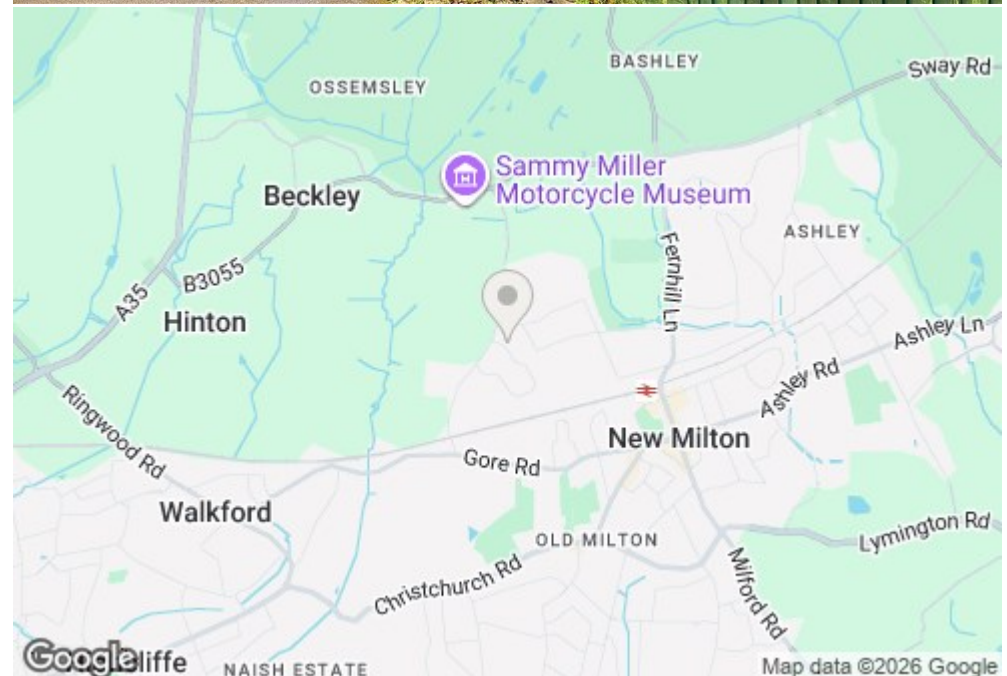 BASHLEY
Sway Rd
OSSEMSLEY
Sammy Miller
Motorcycle Museum
Beckley
ASHLEY
Fernhill Ln
B3055
A35
Hinton
Ashley Ln
Ashley Rd
Ringwood Rd
New Milton
Gore Rd
Walkford
OLD MILTON
Lymington Rd
Christchurch Rd
Milford Rd
Google
cliffe
NAISH ESTATE
Map data ©2026 Google